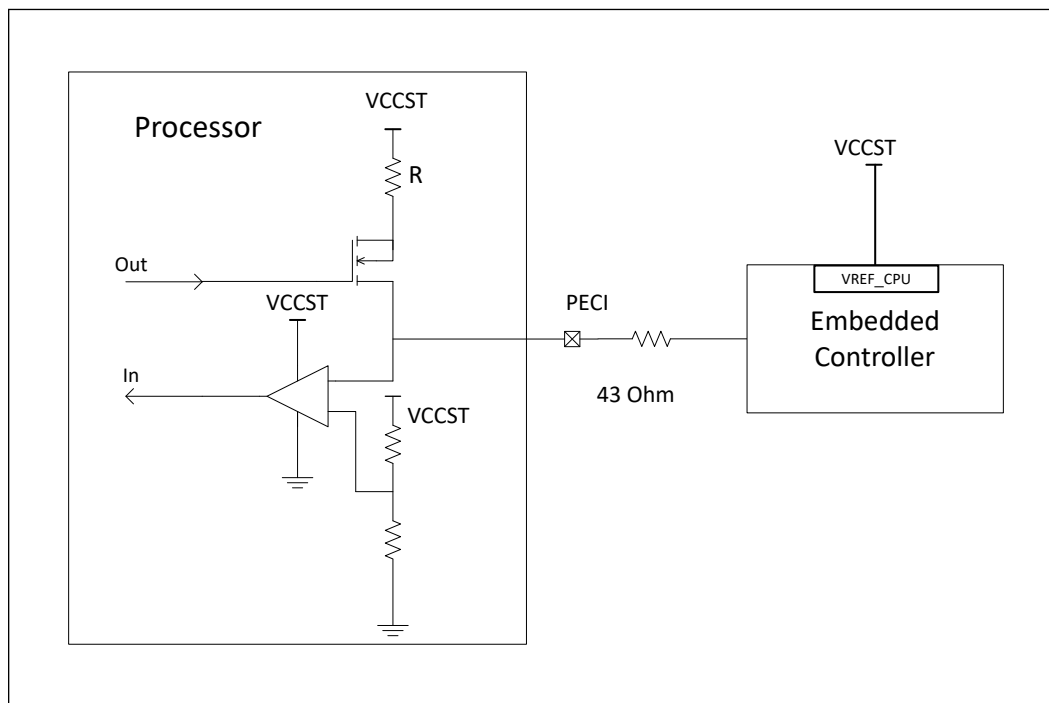 VCCST
Processor
R
VCCST
Out
VCCST
VREF_CPU
PECI
Embedded
Controller
In
VCCST
43 Ohm